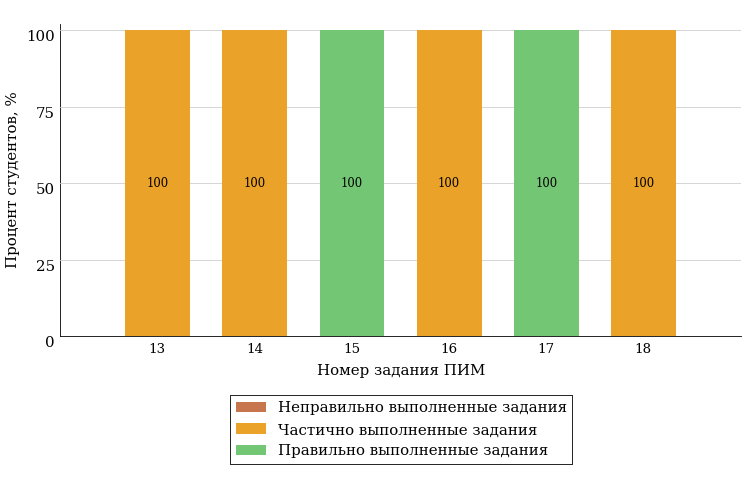 100
75
50
25
0
Процент студентов, %
100 100 100 100 100 100
13 14 15 16 17 18
Номер задания ПИМ
Неправильно выполненные задания
Частично выполненные задания
Правильно выполненные задания